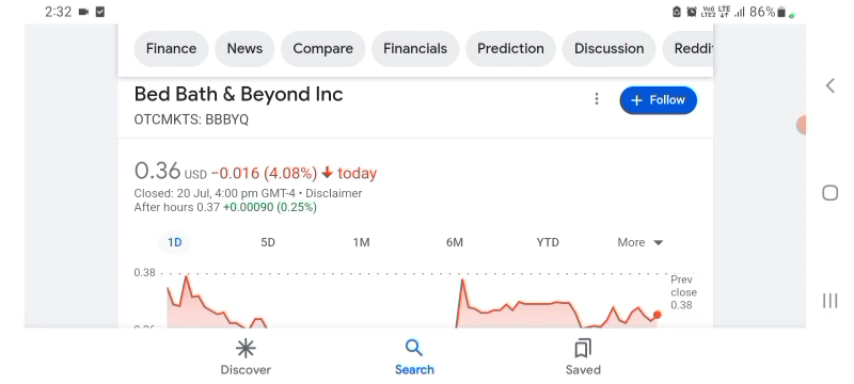 2:32 86%
Finance News Compare Financials Prediction Discussion
Bed Bath & Beyond Inc
+ Follow
OTCMKTS: BBBYQ
0.36 USD −0.016 (4.08%) today
Closed: 20 Jul, 4:00 pm GMT-4 • Disclaimer
After hours 0.37 +0.00090 (0.25%)
1D 5D 1M 6M YTD More
0.38
Prev
close
0.38
Discover Search Saved